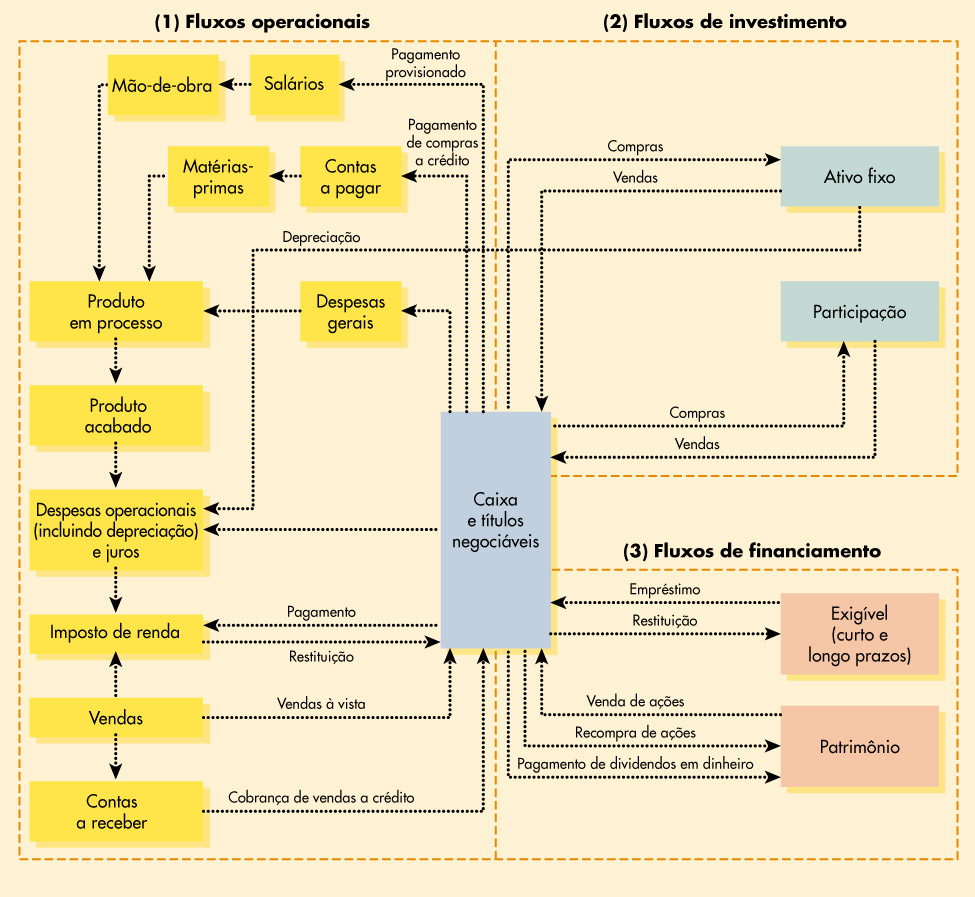 (1) Fluxos operacionais
(2) Fluxos de investimento
Pagamento
provisionado
Mão-de-obra
Salários
Pagamento
de compras
a crédito
Matérias-
primas
Contas
a pagar
Compras
Vendas
Ativo fixo
Depreciação
Produto
em processo
Despesas
gerais
Participação
Produto
acabado
Compras
Vendas
Despesas operacionais
(incluindo depreciação)
e juros
Caixa
e títulos
negociáveis
(3) Fluxos de financiamento
Empréstimo
Restituição
Exigível
(curto e
longo prazos)
Imposto de renda
Pagamento
Restituição
Vendas
Vendas à vista
Venda de ações
Recompra de ações
Pagamento de dividendos em dinheiro
Patrimônio
Contas
a receber
Cobrança de vendas a crédito